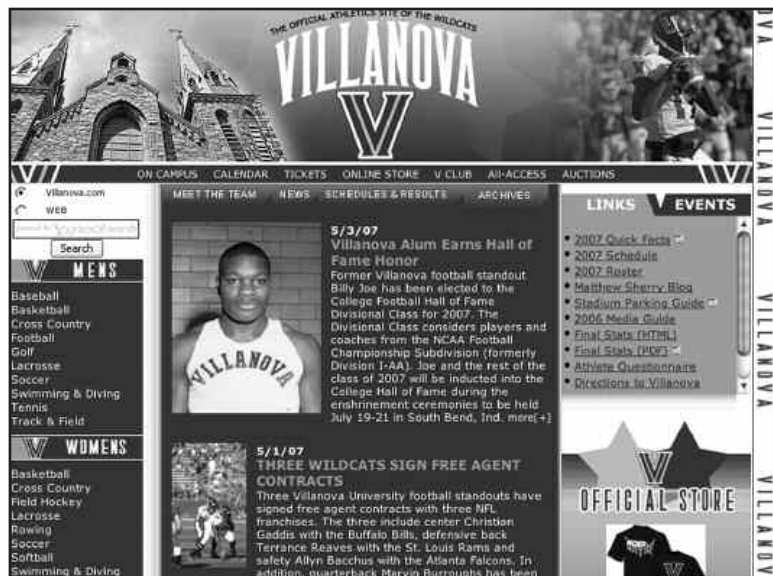 THE OFFICIAL ATHLETICS SITE OF THE WILDCATS
VILLANOVA
V
ON CAMPUS CALENDAR TICKETS ONLINE STORE V CLUB All-ACCESS AUCTIONS
Villanova.com
WEB
Search
MENS
Baseball
Basketball
Cross Country
Football
Golf
Lacrosse
Soccer
Swimming & Diving
Tennis
Track & Field
WOMENS
Basketball
Cross Country
Field Hockey
Lacrosse
Rowing
Soccer
Softball
Swimming & Diving
MEET THE TEAM NEWS SCHEDULES & RESULTS ARCHIVES
VILLANOVA
5/3/07
Villanova Alum Earns Hall of
Fame Honor
Former Villanova football standout
Billy Joe has been elected to the
College Football Hall of Fame
Divisional Class for 2007. The
Divisional Class considers players and
coaches from the NCAA Football
Championship Subdivision (formerly
Division I-AA). Joe and the rest of the
class of 2007 will be inducted into the
College Hall of Fame during the
enshrinement ceremonies to be held
July 19-21 in South Bend, Ind. more[+]
5/1/07
THREE WILDCATS SIGN FREE AGENT
CONTRACTS
Three Villanova University football standouts have
signed free agent contracts with three NFL
franchises. The three include center Christian
Gaddis with the Buffalo Bills, defensive back
Terrance Reaves with the St. Louis Rams and
safety Allyn Bacchus with the Atlanta Falcons. In
addition, quarterback Marvin Burroughs has been
LINKS EVENTS
2007 Quick Facts
2007 Schedule
2007 Roster
Matthew Sherry Blog
Stadium Parking Guide
2006 Media Guide
Final Stats (HTML)
Final Stats (PDF)
Athlete Questionnaire
Directions to Villanova
V
OFFICIAL STORE
OVA
VILLANOVA
VILLANOVA
VILLANOV